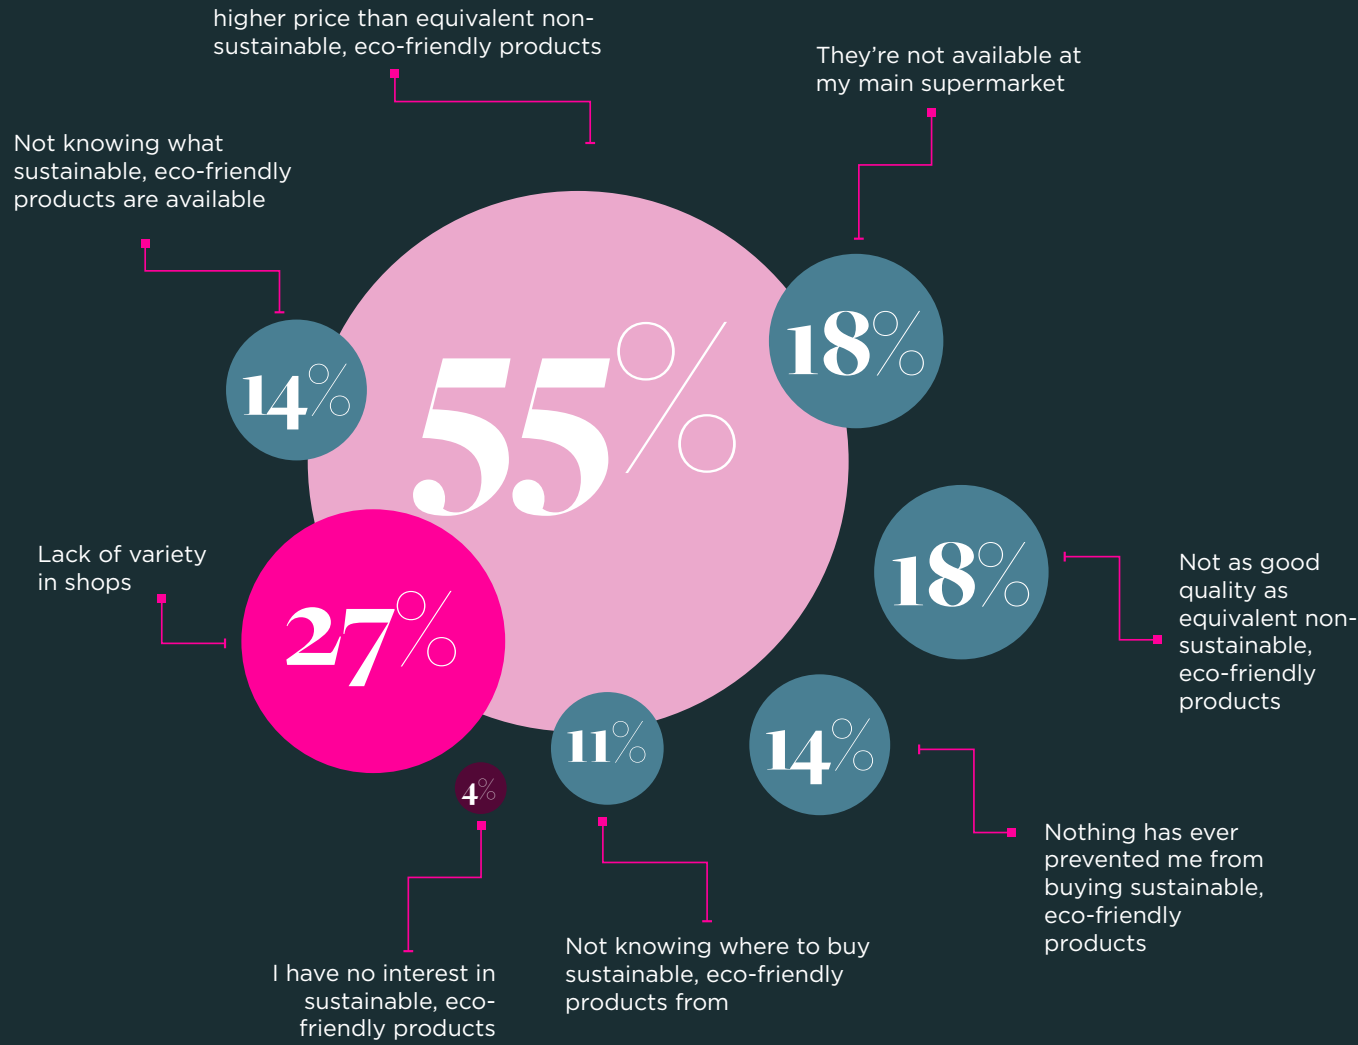 higher price than equivalent non-
sustainable, eco-friendly products
They’re not available at
my main supermarket
Not knowing what
sustainable, eco-friendly
products are available
55%
18%
14%
Lack of variety
in shops
27%
18%
Not as good
quality as
equivalent non-
sustainable,
eco-friendly
products
11%
14%
4%
Nothing has ever
prevented me from
buying sustainable,
eco-friendly
products
Not knowing where to buy
sustainable, eco-friendly
products from
I have no interest in
sustainable, eco-
friendly products